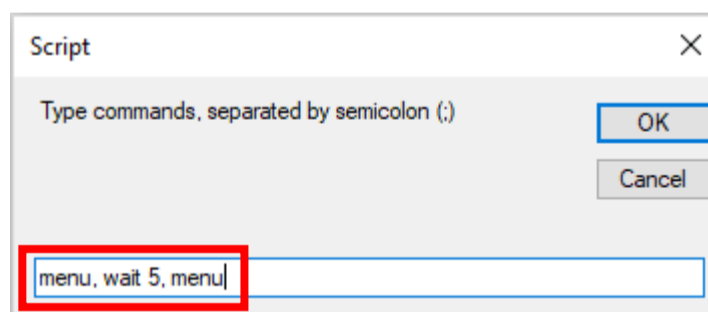 Script
Type commands, separated by semicolon (;)
OK
Cancel
menu, wait 5, menu